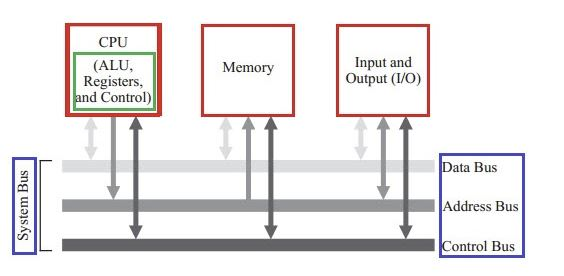 CPU
(ALU,
Registers,
and Control)
Memory
Input and
Output (I/O)
System Bus
Data Bus
Address Bus
Control Bus